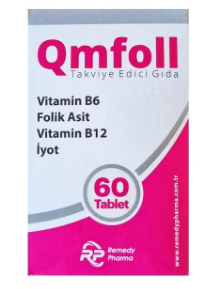 Qmfoll
Takviye Edici Gıda
Vitamin B6
Folik Asit
Vitamin B12
İyot
60
Tablet
www.remedypharma.com.tr
RP
Remedy
Pharma